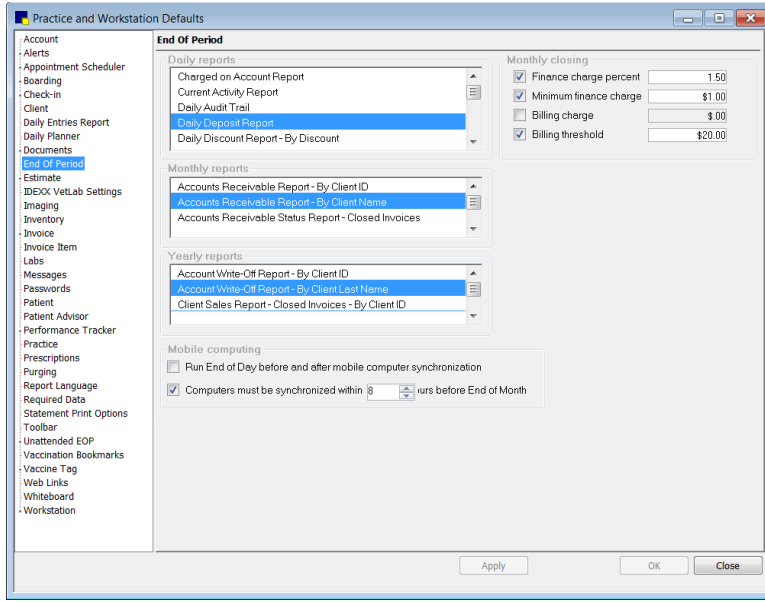 Practice and Workstation Defaults
Account
Alerts
Appointment Scheduler
Boarding
Check-in
Client
Daily Entries Report
Daily Planner
Documents
End Of Period
Estimate
IDEXX VetLab Settings
Imaging
Inventory
Invoice
Invoice Item
Labs
Messages
Passwords
Patient
Patient Advisor
Performance Tracker
Practice
Prescriptions
Purging
Report Language
Required Data
Statement Print Options
Toolbar
Unattended EOP
Vaccination Bookmarks
Vaccine Tag
Web Links
Whiteboard
Workstation
End Of Period
Daily reports
Charged on Account Report
Current Activity Report
Daily Audit Trail
Daily Deposit Report
Daily Discount Report - By Discount
Monthly reports
Accounts Receivable Report - By Client ID
Accounts Receivable Report - By Client Name
Accounts Receivable Status Report - Closed Invoices
Yearly reports
Account Write-Off Report - By Client ID
Account Write-Off Report - By Client Last Name
Client Sales Report - Closed Invoices - By Client ID
Mobile computing
Run End of Day before and after mobile computer synchronization
Computers must be synchronized within 8 urs before End of Month
Monthly closing
Finance charge percent 1.50
Minimum finance charge $1.00
Billing charge $.00
Billing threshold $20.00
Apply OK Close